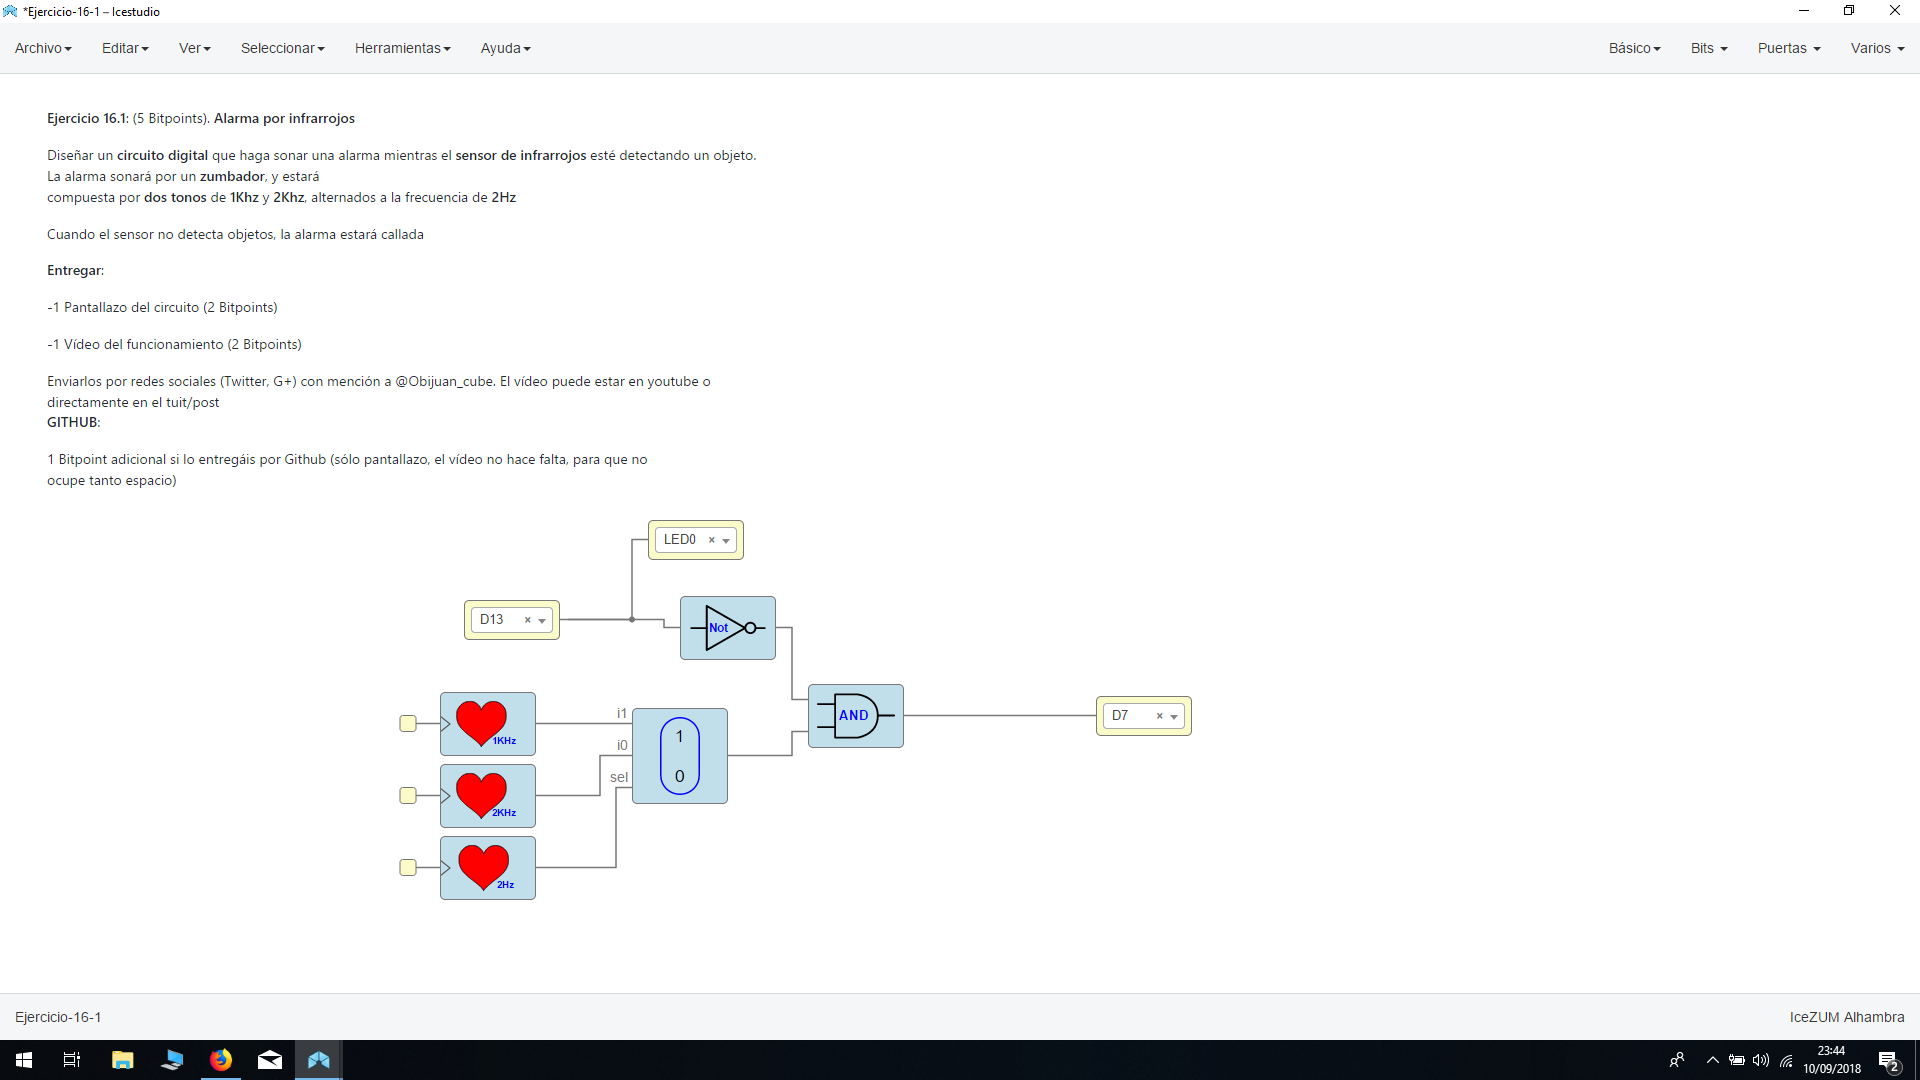 *Ejercicio-16-1 – Icestudio
Archivo Editar Ver Seleccionar Herramientas Ayuda Básico Bits Puertas Varios
Ejercicio 16.1: (5 Bitpoints). Alarma por infrarrojos
Diseñar un circuito digital que haga sonar una alarma mientras el sensor de infrarrojos esté detectando un objeto.
La alarma sonará por un zumbador, y estará
compuesta por dos tonos de 1Khz y 2Khz, alternados a la frecuencia de 2Hz
Cuando el sensor no detecta objetos, la alarma estará callada
Entregar:
-1 Pantallazo del circuito (2 Bitpoints)
-1 Vídeo del funcionamiento (2 Bitpoints)
Enviarlos por redes sociales (Twitter, G+) con mención a @Obijuan_cube. El vídeo puede estar en youtube o
directamente en el tuit/post
GITHUB:
1 Bitpoint adicional si lo entregáis por Github (sólo pantallazo, el vídeo no hace falta, para que no
ocupe tanto espacio)
LED0
D13
Not
AND
D7
1KHz
i1
i0
sel
1
0
2KHz
2Hz
Ejercicio-16-1
IceZUM Alhambra
23:44
10/09/2018
2